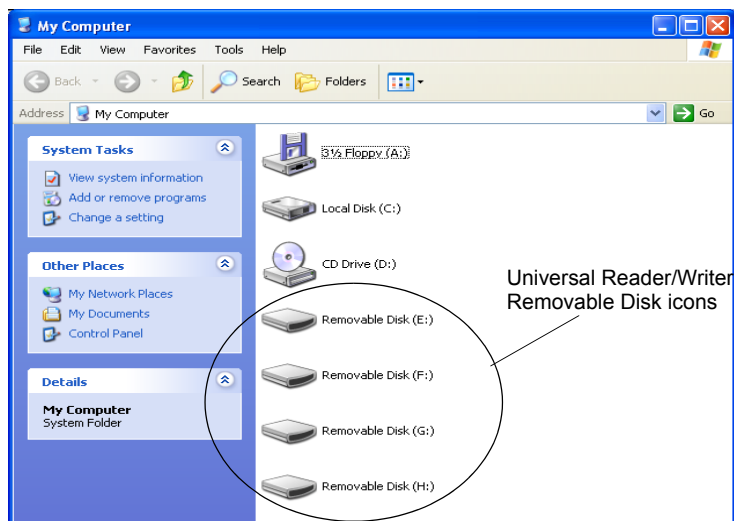 My Computer
File Edit View Favorites Tools Help
Back Search Folders
Address My Computer Go
System Tasks
View system information
Add or remove programs
Change a setting
Other Places
My Network Places
My Documents
Control Panel
Details
My Computer
System Folder
3½ Floppy (A:)
Local Disk (C:)
CD Drive (D:)
Removable Disk (E:)
Removable Disk (F:)
Removable Disk (G:)
Removable Disk (H:)
Universal Reader/Writer
Removable Disk icons